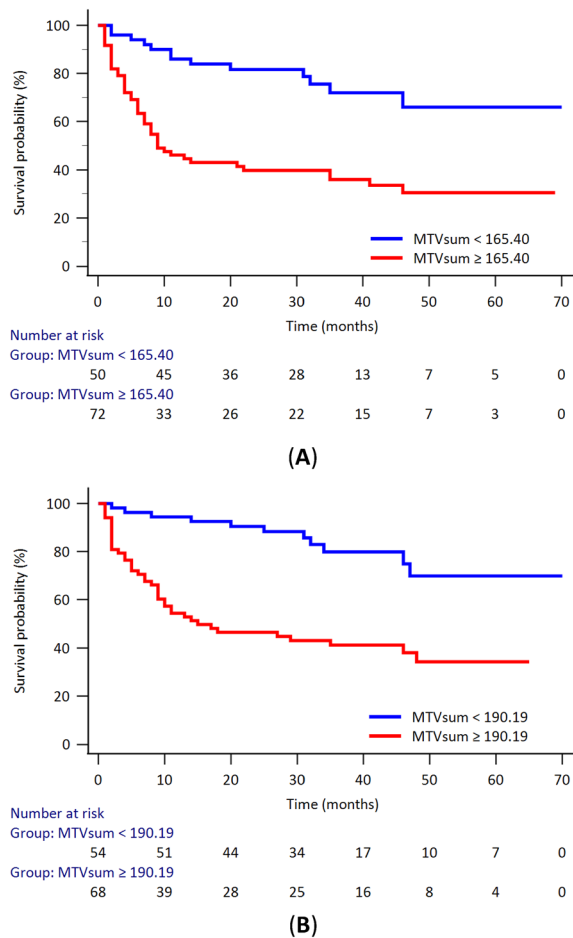 100
80
60
40
20
0
Survival probability (%)
MTVsum < 165.40
MTVsum ≥ 165.40
0 10 20 30 40 50 60 70
Time (months)
Number at risk
Group: MTVsum < 165.40
50 45 36 28 13 7 5 0
Group: MTVsum ≥ 165.40
72 33 26 22 15 7 3 0
(A)
100
80
60
40
20
0
Survival probability (%)
MTVsum < 190.19
MTVsum ≥ 190.19
0 10 20 30 40 50 60 70
Time (months)
Number at risk
Group: MTVsum < 190.19
54 51 44 34 17 10 7 0
Group: MTVsum ≥ 190.19
68 39 28 25 16 8 4 0
(B)